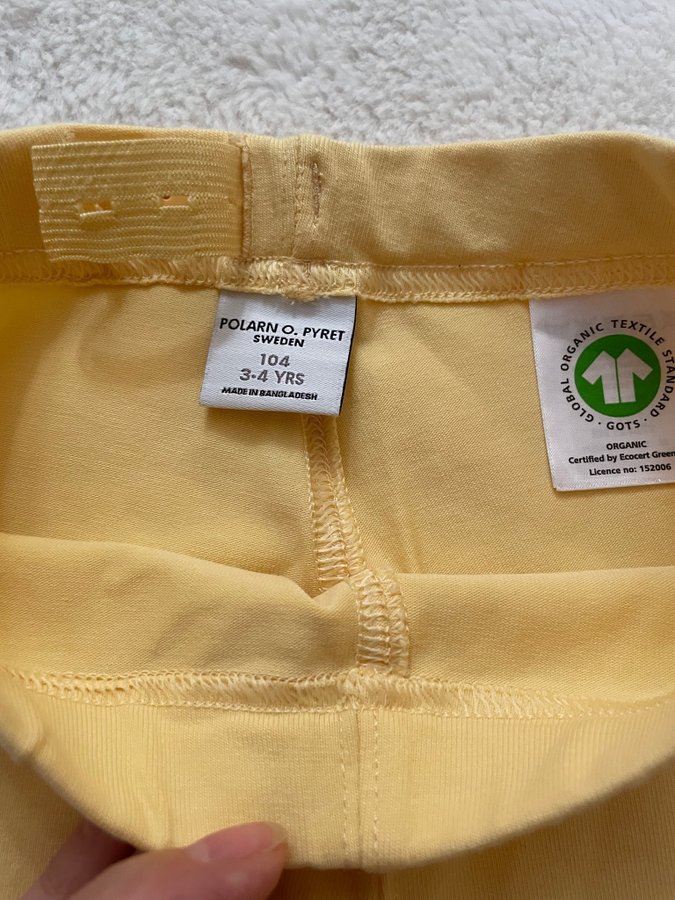 POLARN O. PYRET
SWEDEN
104
3-4 YRS
MADE IN BANGLADESH
GLOBAL ORGANIC TEXTILE STANDARD
· GOTS ·
ORGANIC
Certified by Ecocert Green
Licence no: 152006